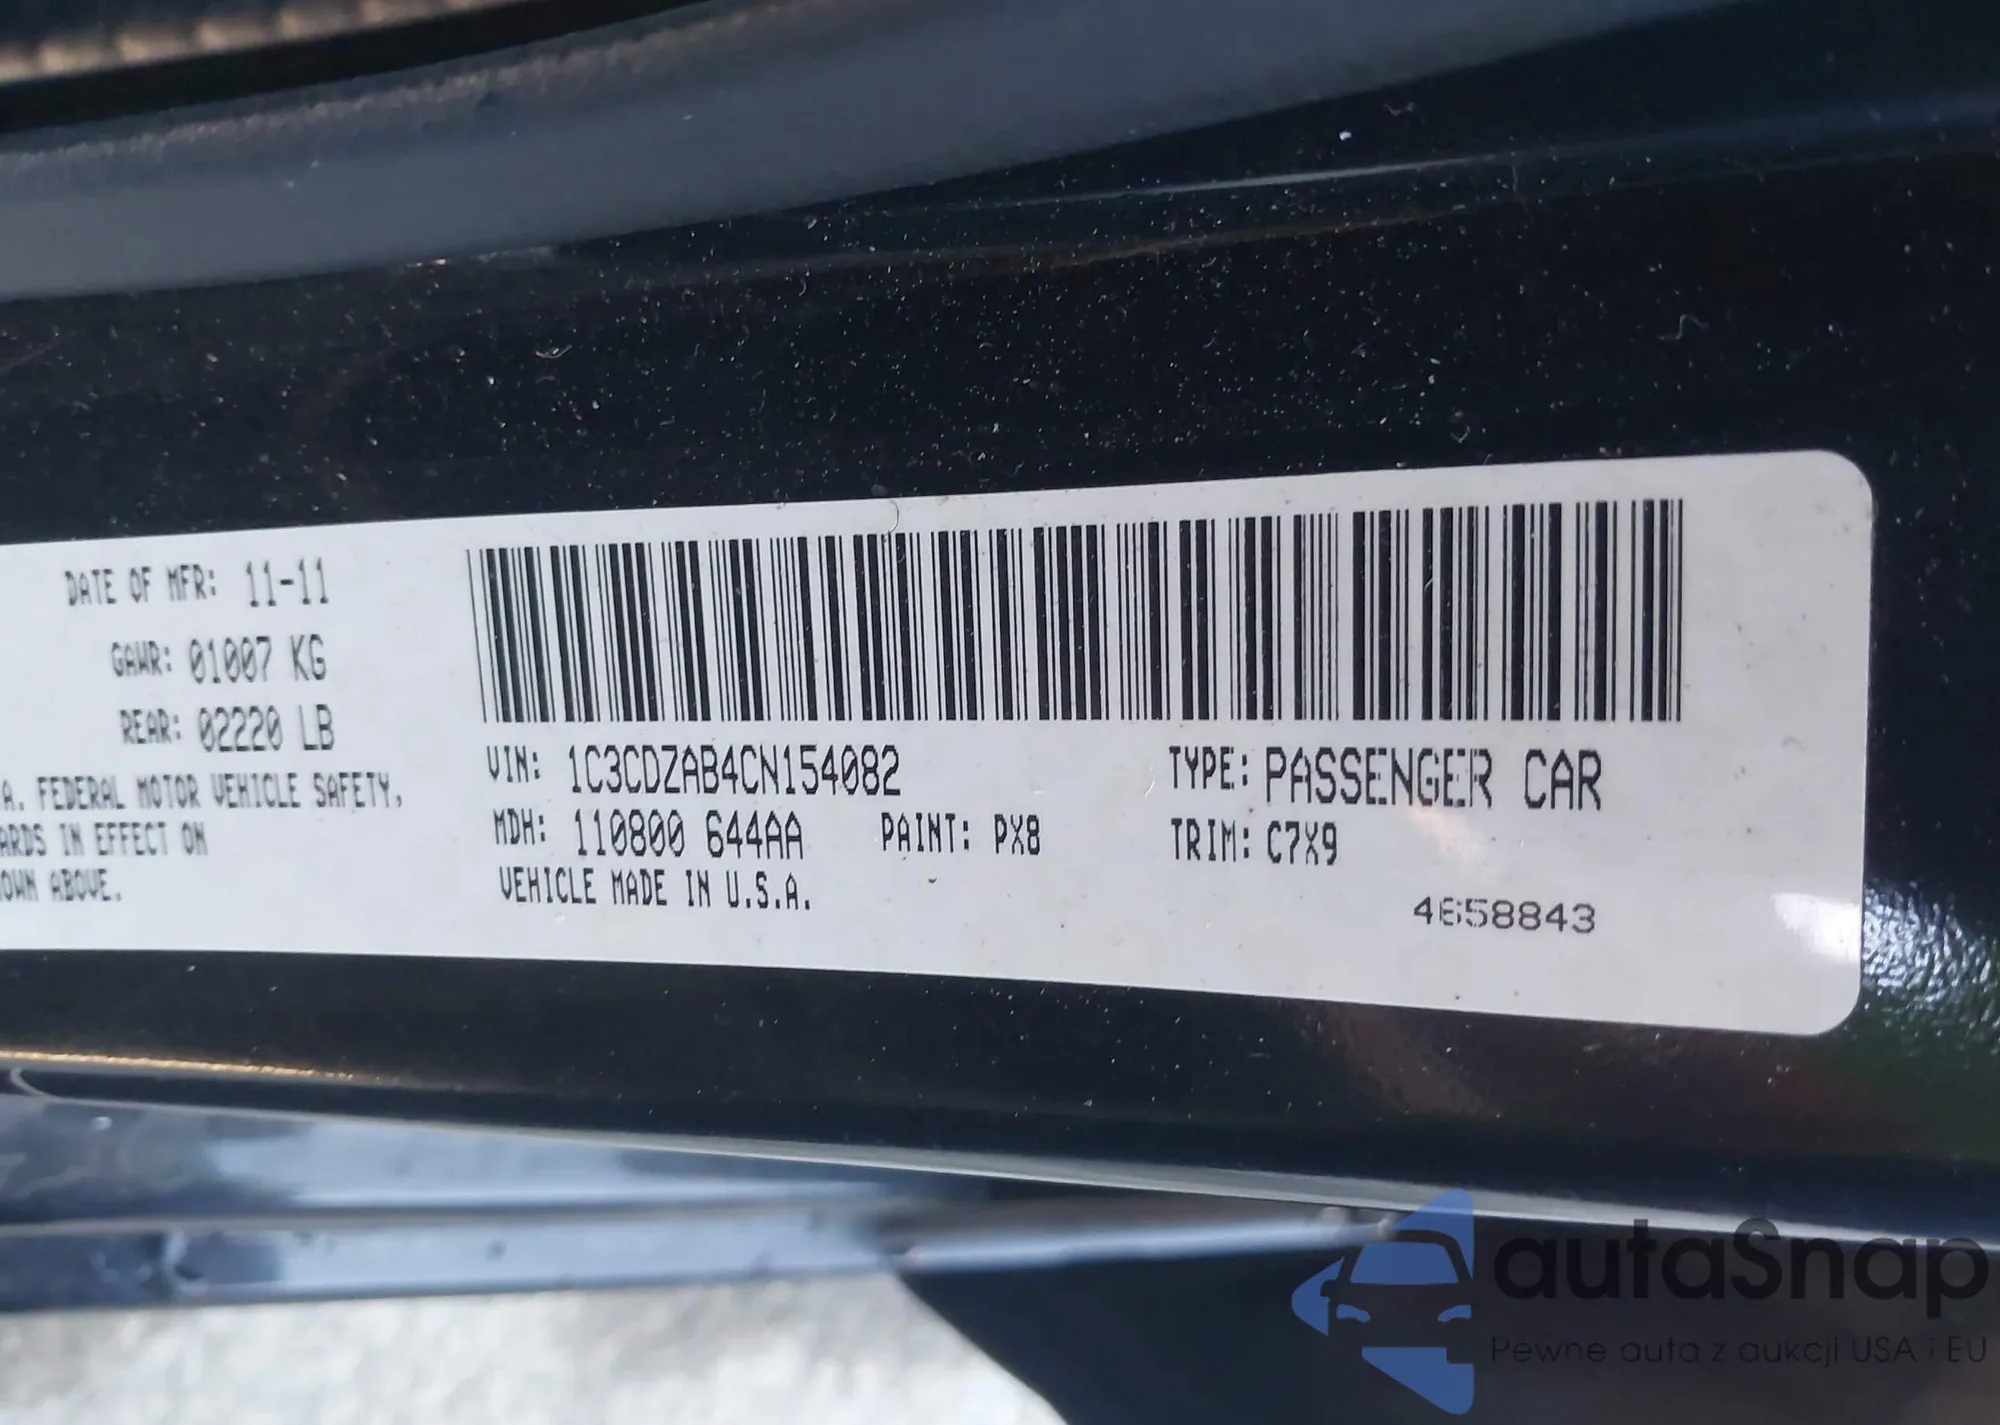 DATE OF MFR: 11-11
GAWR: 01007 KG
REAR: 02220 LB
A. FEDERAL MOTOR VEHICLE SAFETY,
ARDS IN EFFECT ON
OWN ABOVE.
VIN: 1C3CDZAB4CN154082
TYPE: PASSENGER CAR
MDH: 110800 644AA
PAINT: PX8
TRIM: C7X9
VEHICLE MADE IN U.S.A.
4658843
autaSnap
Pewne auta z aukcji USA i EU